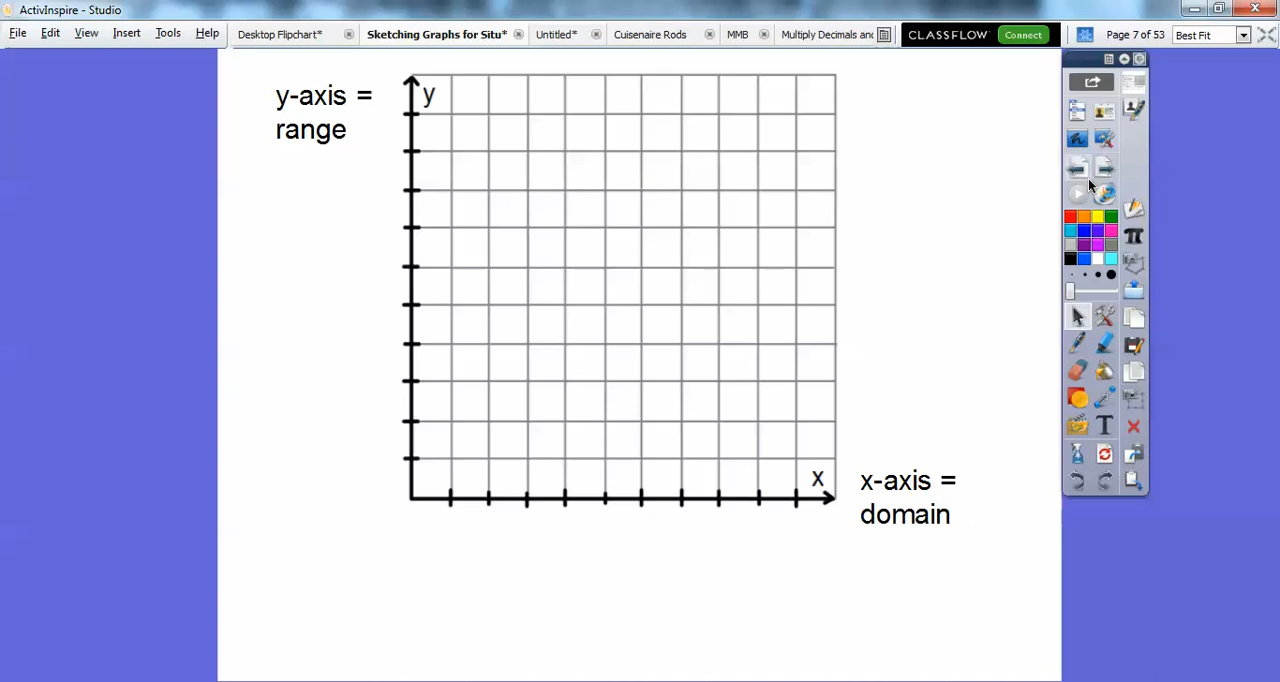 ActivInspire - Studio
File Edit View Insert Tools Help Desktop Flipchart* Sketching Graphs for Situ* Untitled* Cuisenaire Rods MMB Multiply Decimals anc CLASSFLOW Connect Page 7 of 53 Best Fit
y-axis =
range
y
x
x-axis =
domain